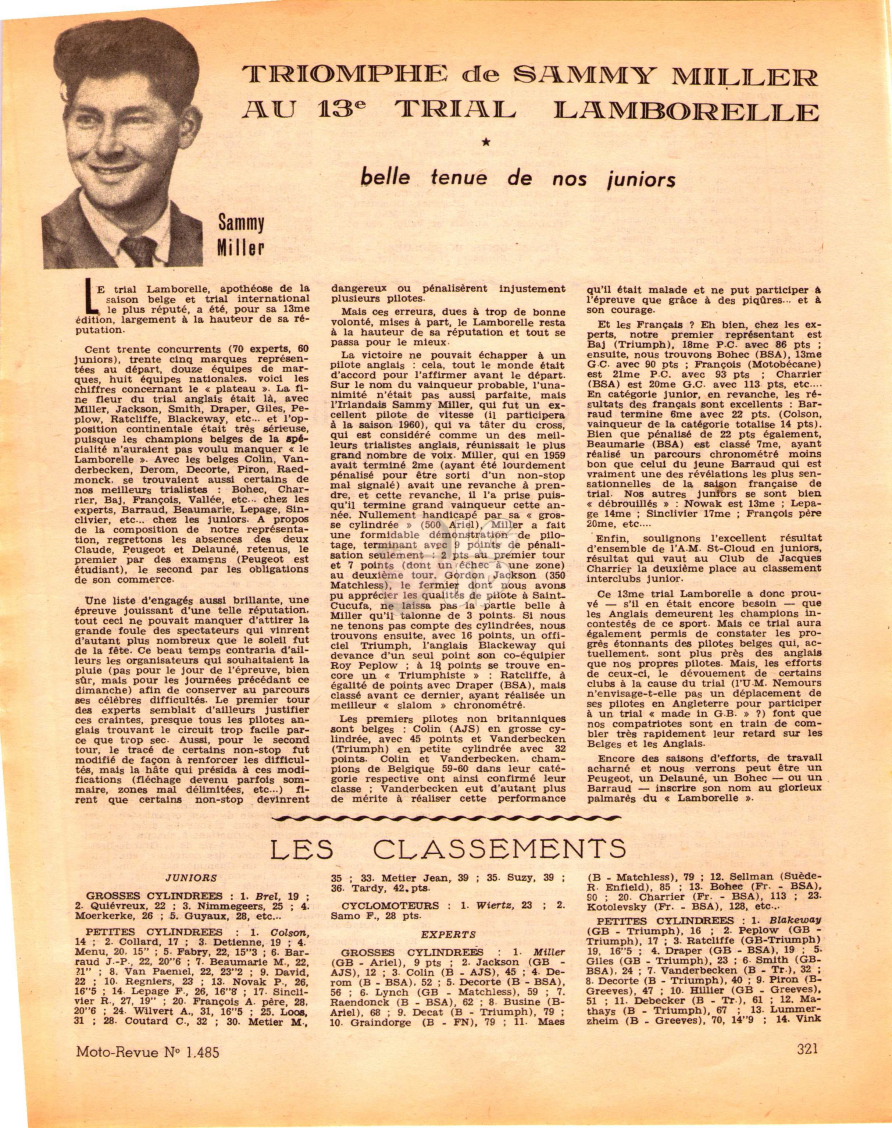 TRIOMPHE de SAMMY MILLER
AU 13e TRIAL LAMBORELLE
★
belle tenue de nos juniors
Sammy
Miller
LE trial Lamborelle, apothéose de la
saison belge et trial international
le plus réputé, a été, pour sa 13me
édition, largement à la hauteur de sa ré-
putation.
Cent trente concurrents (70 experts, 60
juniors), trente cinq marques représen-
tées au départ, douze équipes de mar-
ques, huit équipes nationales. voici les
chiffres concernant le « plateau ». La fi-
ne fleur du trial anglais était là, avec
Miller, Jackson, Smith, Draper, Giles, Pe-
plow, Ratcliffe, Blackeway, etc... et l'op-
position continentale était très sérieuse,
puisque les champions belges de la spé-
cialité n'auraient pas voulu manquer « le
Lamborelle ». Avec les belges Colin, Van-
derbecken, Derom, Decorte, Piron, Raed-
monck. se trouvaient aussi certains de
nos meilleurs trialistes : Bohec, Char-
rier, Baj, François, Vallée, etc... chez les
experts, Barraud, Beaumarie, Lepage, Sin-
clivier, etc... chez les juniors. A propos
de la composition de notre représenta-
tion, regrettons les absences des deux
Claude, Peugeot et Delauné, retenus, le
premier par des examens (Peugeot est
étudiant), le second par les obligations
de son commerce.
Une liste d'engagés aussi brillante, une
épreuve jouissant d'une telle réputation,
tout ceci ne pouvait manquer d'attirer la
grande foule des spectateurs qui vinrent
d'autant plus nombreux que le soleil fut
de la fête. Ce beau temps contraria d'ail-
leurs les organisateurs qui souhaitaient la
pluie (pas pour le jour de l'épreuve, bien
sûr, mais pour les journées précédant ce
dimanche) afin de conserver au parcours
ses célèbres difficultés. Le premier tour
des experts semblait d'ailleurs justifier
ces craintes, presque tous les pilotes an-
glais trouvant le circuit trop facile par-
ce que trop sec. Aussi, pour le second
tour, le tracé de certains non-stop fut
modifié de façon à renforcer les difficul-
tés, mais la hâte qui présida à ces modi-
fications (fléchage devenu parfois som-
maire, zones mal délimitées, etc...) fi-
rent que certains non-stop devinrent
dangereux ou pénalisèrent injustement
plusieurs pilotes.
Mais ces erreurs, dues à trop de bonne
volonté, mises à part, le Lamborelle resta
à la hauteur de sa réputation et tout se
passa pour le mieux.
La victoire ne pouvait échapper à un
pilote anglais : cela, tout le monde était
d'accord pour l'affirmer avant le départ.
Sur le nom du vainqueur probable, l'una-
nimité n'était pas aussi parfaite, mais
l'Irlandais Sammy Miller, qui fut un ex-
cellent pilote de vitesse (il participera
à la saison 1960), qui va tâter du cross,
qui est considéré comme un des meil-
leurs trialistes anglais, réunissait le plus
grand nombre de voix. Miller, qui en 1959
avait terminé 2me (ayant été lourdement
pénalisé pour être sorti d'un non-stop
mal signalé) avait une revanche à pren-
dre, et cette revanche, il l'a prise puis-
qu'il termine grand vainqueur cette an-
née. Nullement handicapé par sa « gros-
se cylindrée » (500 Ariel), Miller a fait
une formidable démonstration de pilo-
tage, terminant avec 9 points de pénali-
sation seulement : 2 pts au premier tour
et 7 points (dont un échec à une zone)
au deuxième tour. Gordon Jackson (350
Matchless), le fermier dont nous avons
pu apprécier les qualités de pilote à Saint-
Cucufa, ne laissa pas la partie belle à
Miller qu'il talonne de 3 points. Si nous
ne tenons pas compte des cylindrées, nous
trouvons ensuite, avec 16 points, un offi-
ciel Triumph, l'anglais Blackeway qui
devance d'un seul point son co-équipier
Roy Peplow ; à 19 points se trouve en-
core un « Triumphiste » : Ratcliffe, à
égalité de points avec Draper (BSA), mais
classé avant ce dernier, ayant réalisée un
meilleur « slalom » chronométré.
Les premiers pilotes non britanniques
sont belges : Colin (AJS) en grosse cy-
lindrée, avec 45 points et Vanderbecken
(Triumph) en petite cylindrée avec 32
points. Colin et Vanderbecken, cham-
pions de Belgique 59-60 dans leur caté-
gorie respective ont ainsi confirmé leur
classe ; Vanderbecken eut d'autant plus
de mérite à réaliser cette performance
qu'il était malade et ne put participer à
l'épreuve que grâce à des piqûres... et à
son courage.
Et les Français ? Eh bien, chez les ex-
perts, notre premier représentant est
Baj (Triumph), 18me P.C. avec 86 pts ;
ensuite, nous trouvons Bohec (BSA), 13me
G.C. avec 90 pts ; François (Motobécane)
est 21me P.C. avec 93 pts ; Charrier
(BSA) est 20me G.C. avec 113 pts, etc....
En catégorie junior, en revanche, les ré-
sultats des français sont excellents : Bar-
raud termine 6me avec 22 pts. (Colson,
vainqueur de la catégorie totalise 14 pts).
Bien que pénalisé de 22 pts également,
Beaumarie (BSA) est classé 7me, ayant
réalisé un parcours chronométré moins
bon que celui du jeune Barraud qui est
vraiment une des révélations les plus sen-
sationnelles de la saison française de
trial. Nos autres juniors se sont bien
« débrouillés » : Nowak est 13me ; Lepa-
ge 14me ; Sinclivier 17me ; François père
20me, etc....
Enfin, soulignons l'excellent résultat
d'ensemble de l'A.M. St-Cloud en juniors,
résultat qui vaut au Club de Jacques
Charrier la deuxième place au classement
interclubs junior.
Ce 13me Lamborelle a donc prou-
vé — s'il en était encore besoin — que
les Anglais demeurent les champions in-
contestés de ce sport. Mais ce trial aura
également permis de constater les pro-
grés étonnants des pilotes belges qui, ac-
tuellement, sont plus près des anglais
que nos propres pilotes. Mais, les efforts
de ceux-ci, le dévouement de certains
clubs à la cause du trial (l'U.M. Nemours
n'envisage-t-elle pas un déplacement de
ses pilotes en Angleterre pour participer
à un trial « made in G.B. » ?) font que
nos compatriotes sont en train de com-
bler très rapidement leur retard sur les
Belges et les Anglais.
Encore des saisons d'efforts, de travail
acharné et nous verrons peut être un
Peugeot, un Delauné, un Bohec — ou un
Barraud — inscrire son nom au glorieux
palmarés du « Lamborelle ».
LES CLASSEMENTS
JUNIORS
GROSSES CYLINDREES : 1. Brel, 19 ;
2. Quiévreux, 22 ; 3. Nimmegeers, 25 ; 4.
Moerkerke, 26 ; 5. Guyaux, 28, etc...
PETITES CYLINDREES : 1. Colson,
14 ; 2. Collard, 17 ; 3. Detienne, 19 ; 4.
Menu, 20. 15" ; 5. Fabry, 22, 15"3 ; 6. Bar-
raud J.-P., 22, 20"6 ; 7. Beaumarie M., 22,
21" ; 8. Van Paemel, 22, 23"2 ; 9. David,
22 ; 10. Regniers, 23 ; 13. Novak P., 26,
16"5 ; 14. Lepage F., 26, 16"8 ; 17. Sincli-
vier R., 27, 19" ; 20. François A. père, 28.
20"6 ; 24. Wilvert A., 31, 16"5 ; 25. Loos,
31 ; 28. Coutard C., 32 ; 30. Metier M.,
35 ; 33. Metier Jean, 39 ; 35. Suzy, 39 ;
36. Tardy, 42. pts.
CYCLOMOTEURS : 1. Wiertz, 23 ; 2.
Samo F., 28 pts.
EXPERTS
GROSSES CYLINDREES : 1. Miller
(GB - Ariel), 9 pts ; 2. Jackson (GB -
AJS), 12 ; 3. Colin (B - AJS), 45 ; 4. De-
rom (B - BSA). 52 ; 5. Decorte (B - BSA),
56 ; 6. Lynch (GB - Matchless), 59 ; 7.
Raendonck (B - BSA), 62 ; 8. Busine (B-
Ariel), 68 ; 9. Decat (B - Triumph), 79 ;
10. Graindorge (B - FN), 79 ; 11. Maes
(B - Matchless), 79 ; 12. Sellman (Suède-
R. Enfield), 85 ; 13. Bohec (Fr. - BSA),
90 ; 20. Charrier (Fr. - BSA), 113 ; 23.
Kotolevsky (Fr. - BSA), 128, etc...
PETITES CYLINDREES : 1. Blakeway
(GB - Triumph), 16 ; 2. Peplow (GB -
Triumph), 17 ; 3. Ratcliffe (GB-Triumph)
19, 16"5 ; 4. Draper (GB - BSA), 19 ; 5.
Giles (GB - Triumph), 23 ; 6. Smith (GB-
BSA). 24 ; 7. Vanderbecken (B - Tr.), 32 ;
8. Decorte (B - Triumph), 40 ; 9. Piron (B-
Greeves), 47 ; 10. Hillier (GB - Greeves),
51 ; 11. Debecker (B - Tr.), 61 ; 12. Ma-
thays (B - Triumph), 67 ; 13. Lummer-
zheim (B - Greeves), 70, 14"9 ; 14. Vink
Moto-Revue No 1.485
321